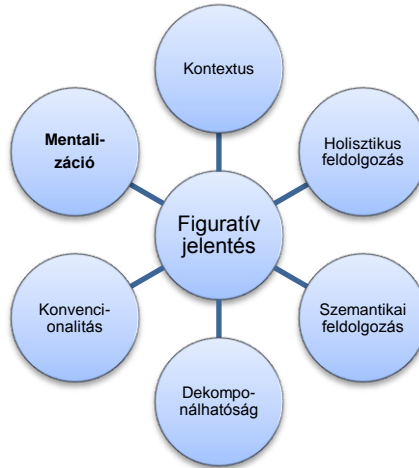 Kontextus
Mentali-
záció
Holisztikus
feldolgozás
Figuratív
jelentés
Konvenci-
onalitás
Szemantikai
feldolgozás
Dekompo-
nálhatóság